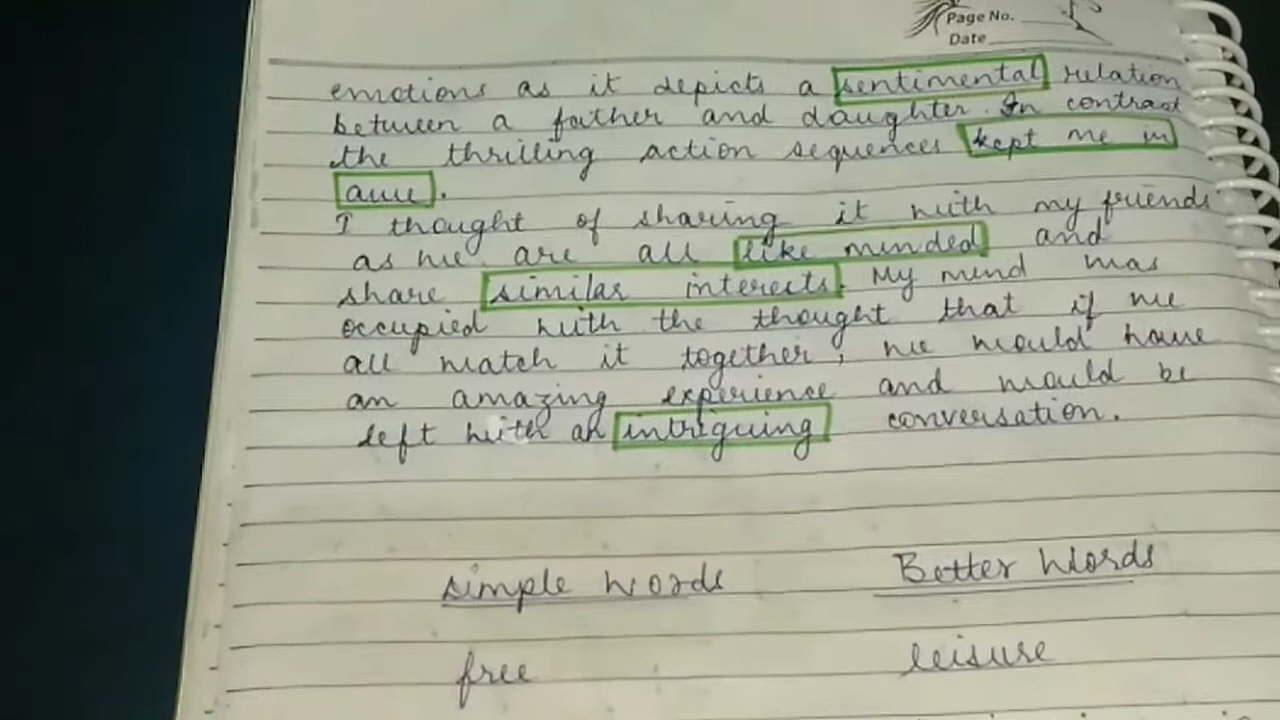 Page No.
Date
emotions as it depicts a sentimental relation
between a father and daughter. In contrast
the thrilling action sequences kept me in
awe.
I thought of sharing it with my friends
as we are all like minded and
share similar interests. My mind was
occupied with the thought that if we
all watch it together, we would have
an amazing experience and would be
left with an intriguing conversation.
Simple Words Better Words
free leisure